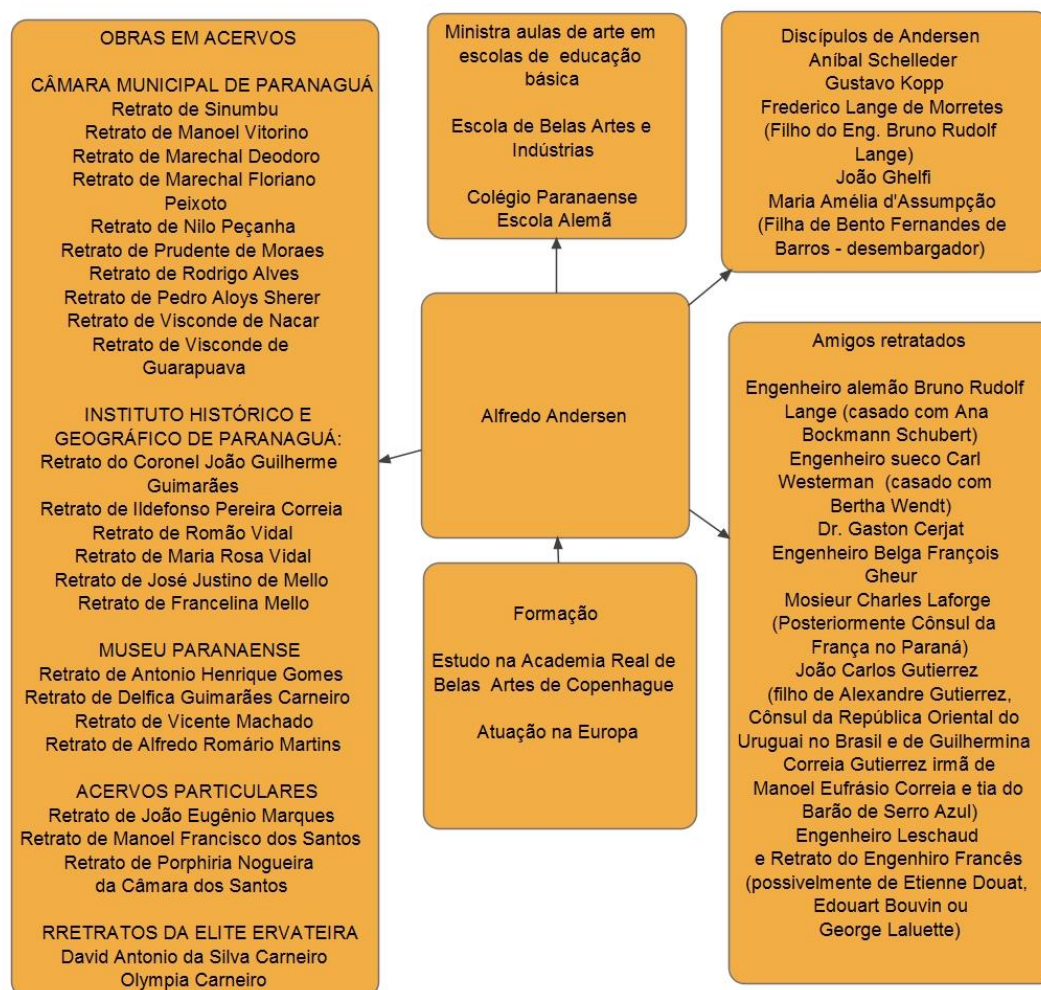 OBRAS EM ACERVOS
CÂMARA MUNICIPAL DE PARANAGUÁ
Retrato de Sinumbu
Retrato de Manoel Vitorino
Retrato de Marechal Deodoro
Retrato de Marechal Floriano
Peixoto
Retrato de Nilo Peçanha
Retrato de Prudente de Moraes
Retrato de Rodrigo Alves
Retrato de Pedro Aloys Sherer
Retrato de Visconde de Nacar
Retrato de Visconde de
Guarapuava
INSTITUTO HISTÓRICO E
GEOGRÁFICO DE PARANAGUÁ:
Retrato do Coronel João Guilherme
Guimarães
Retrato de Ildefonso Pereira Correia
Retrato de Romão Vidal
Retrato de Maria Rosa Vidal
Retrato de José Justino de Mello
Retrato de Francelina Mello
MUSEU PARANAENSE
Retrato de Antonio Henrique Gomes
Retrato de Delfica Guimarães Carneiro
Retrato de Vicente Machado
Retrato de Alfredo Romário Martins
ACERVOS PARTICULARES
Retrato de João Eugênio Marques
Retrato de Manoel Francisco dos Santos
Retrato de Porphiria Nogueira
da Câmara dos Santos
RRETRATOS DA ELITE ERVATEIRA
David Antonio da Silva Carneiro
Olympia Carneiro
Ministra aulas de arte em
escolas de educação
básica
Escola de Belas Artes e
Indústrias
Colégio Paranaense
Escola Alemã
Alfredo Andersen
Formação
Estudo na Academia Real de
Belas Artes de Copenhague
Atuação na Europa
Discípulos de Andersen
Aníbal Schelleder
Gustavo Kopp
Frederico Lange de Morretes
(Filho do Eng. Bruno Rudolf
Lange)
João Ghelfi
Maria Amélia d'Assumpção
(Filha de Bento Fernandes de
Barros - desembargador)
Amigos retratados
Engenheiro alemão Bruno Rudolf
Lange (casado com Ana
Bockmann Schubert)
Engenheiro sueco Carl
Westerman (casado com
Bertha Wendt)
Dr. Gaston Cerjat
Engenheiro Belga François
Gheur
Mosieur Charles Laforge
(Posteriormente Cônsul da
França no Paraná)
João Carlos Gutierrez
(filho de Alexandre Gutierrez,
Cônsul da República Oriental do
Uruguai no Brasil e de Guilhermina
Correia Gutierrez irmã de
Manoel Eufrásio Correia e tia do
Barão de Serro Azul)
Engenheiro Leschaud
e Retrato do Engenhiro Francês
(possivelmente de Etienne Douat,
Edouart Bouvin ou
George Laluette)